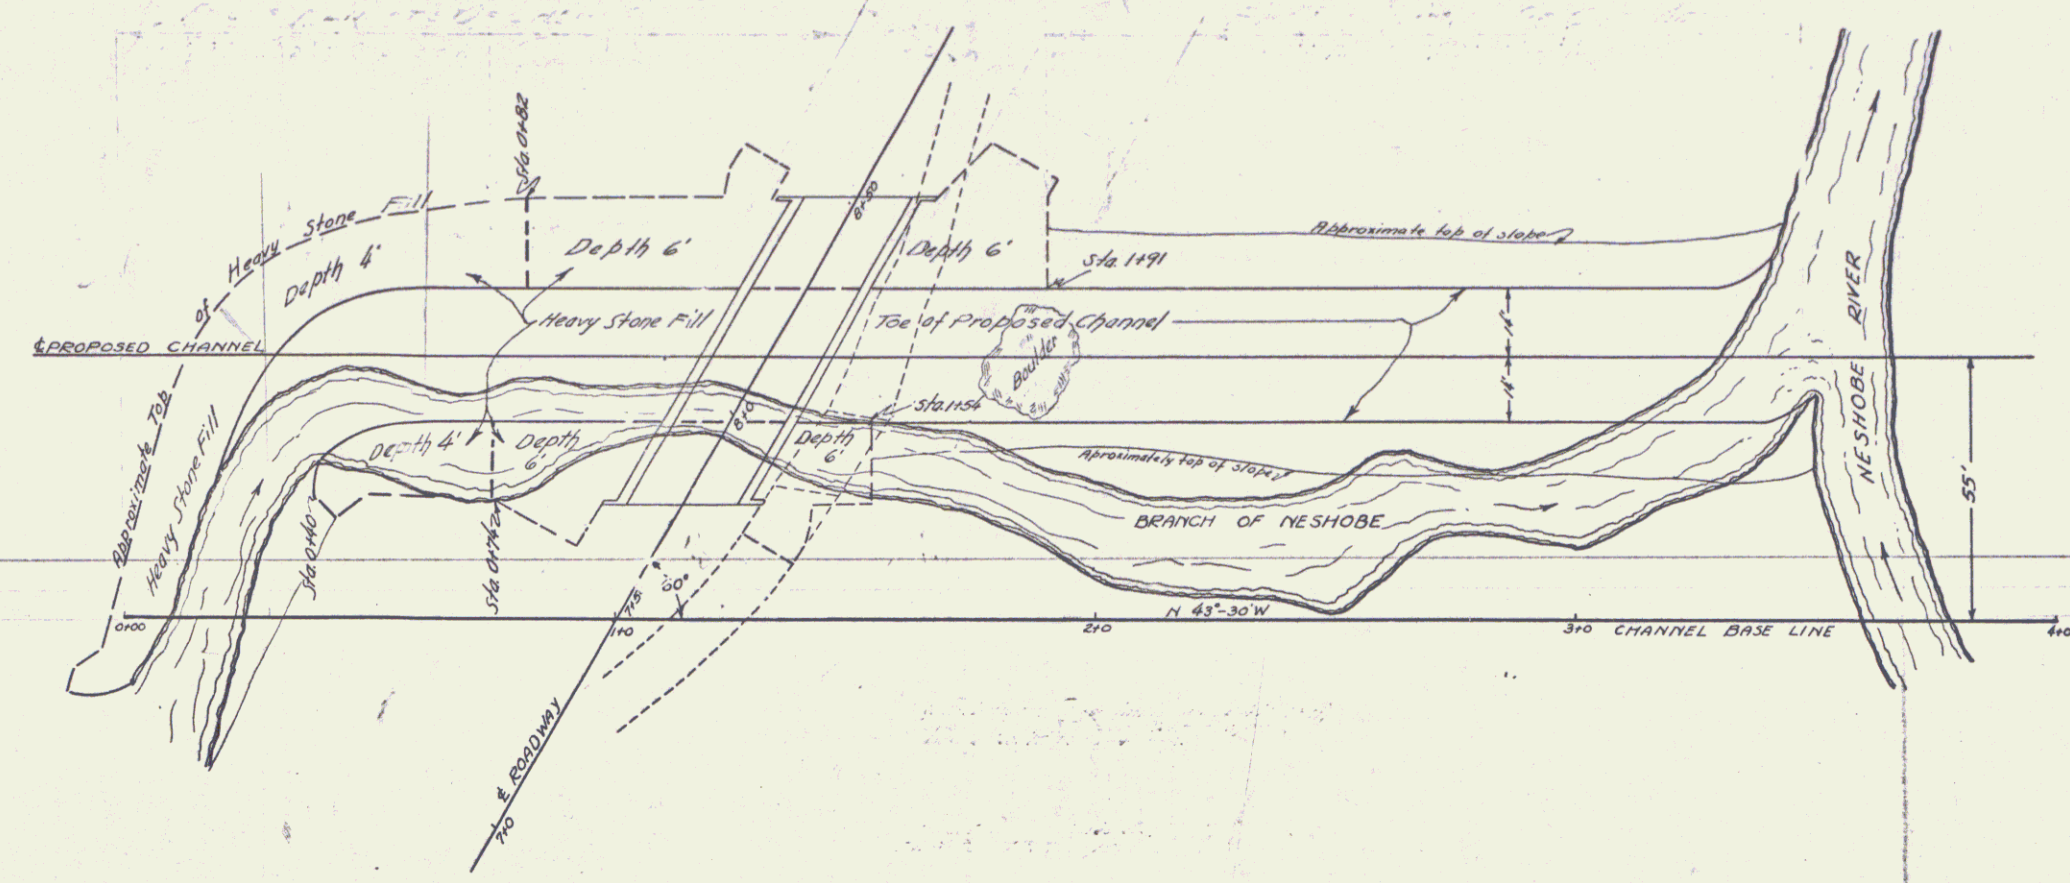 Sta. 0+82
8+50
Approximate Top of Heavy Stone Fill
Depth 4'
Depth 6'
Depth 6'
Approximate top of slope
Sta. 1+91
Heavy Stone Fill
Toe of Proposed Channel
14'
℄ PROPOSED CHANNEL
Boulder
14'
NESHOBE RIVER
Sta. 1+54
8+0
Depth 4'
Depth
6'
Depth
6'
Aproximately top of slope
Heavy Stone Fill
Sta. 0+40
BRANCH OF NESHOBE
55'
60°
7+5
N 43°-30'W
0+00
1+0
2+0
3+0
CHANNEL BASE LINE
4+0
℄ ROADWAY
7+0